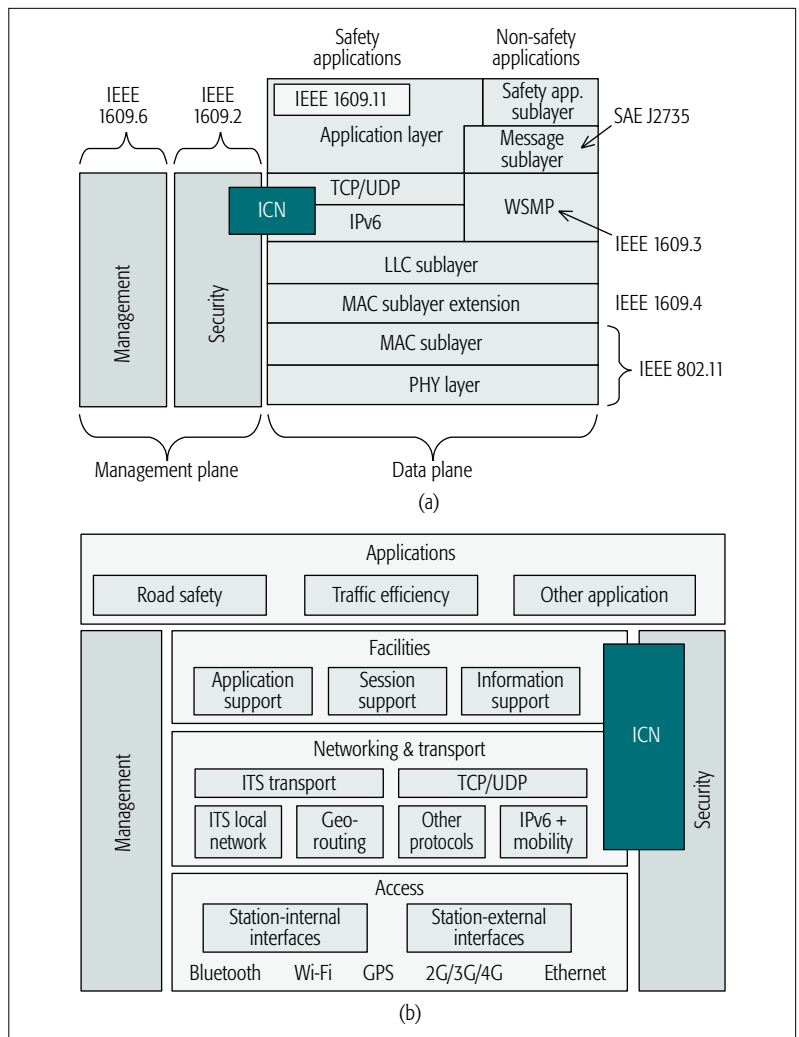 Safety
applications
Non-safety
applications
IEEE
1609.6
IEEE
1609.2
IEEE 1609.11
Application layer
Safety app.
sublayer
Message
sublayer
SAE J2735
TCP/UDP
IPv6
ICN
WSMP
IEEE 1609.3
LLC sublayer
MAC sublayer extension
IEEE 1609.4
MAC sublayer
PHY layer
IEEE 802.11
Management
Security
Management plane
Data plane
(a)
Applications
Road safety
Traffic efficiency
Other application
Management
Facilities
Application
support
Session
support
Information
support
ICN
Security
Networking & transport
ITS transport
TCP/UDP
ITS local
network
Geo-
routing
Other
protocols
IPv6 +
mobility
Access
Station-internal
interfaces
Station-external
interfaces
Bluetooth Wi-Fi GPS 2G/3G/4G Ethernet
(b)